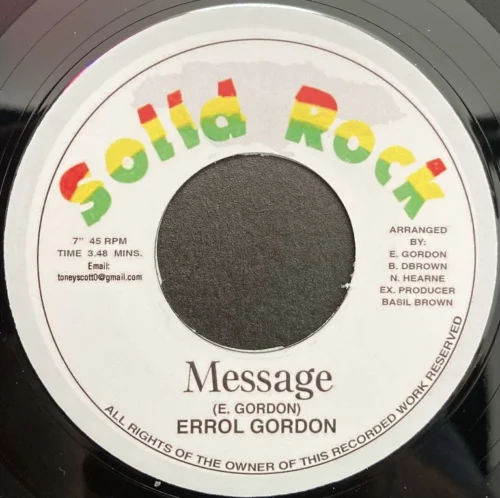 Solid Rock
7" 45 RPM
TIME 3.48 MINS.
Email:
toneyscott0@gmail.com
ARRANGED
BY:
E. GORDON
B. DBROWN
N. HEARNE
EX. PRODUCER
BASIL BROWN
Message
(E. GORDON)
ERROL GORDON
ALL RIGHTS OF THE OWNER OF THIS RECORDED WORK RESERVED